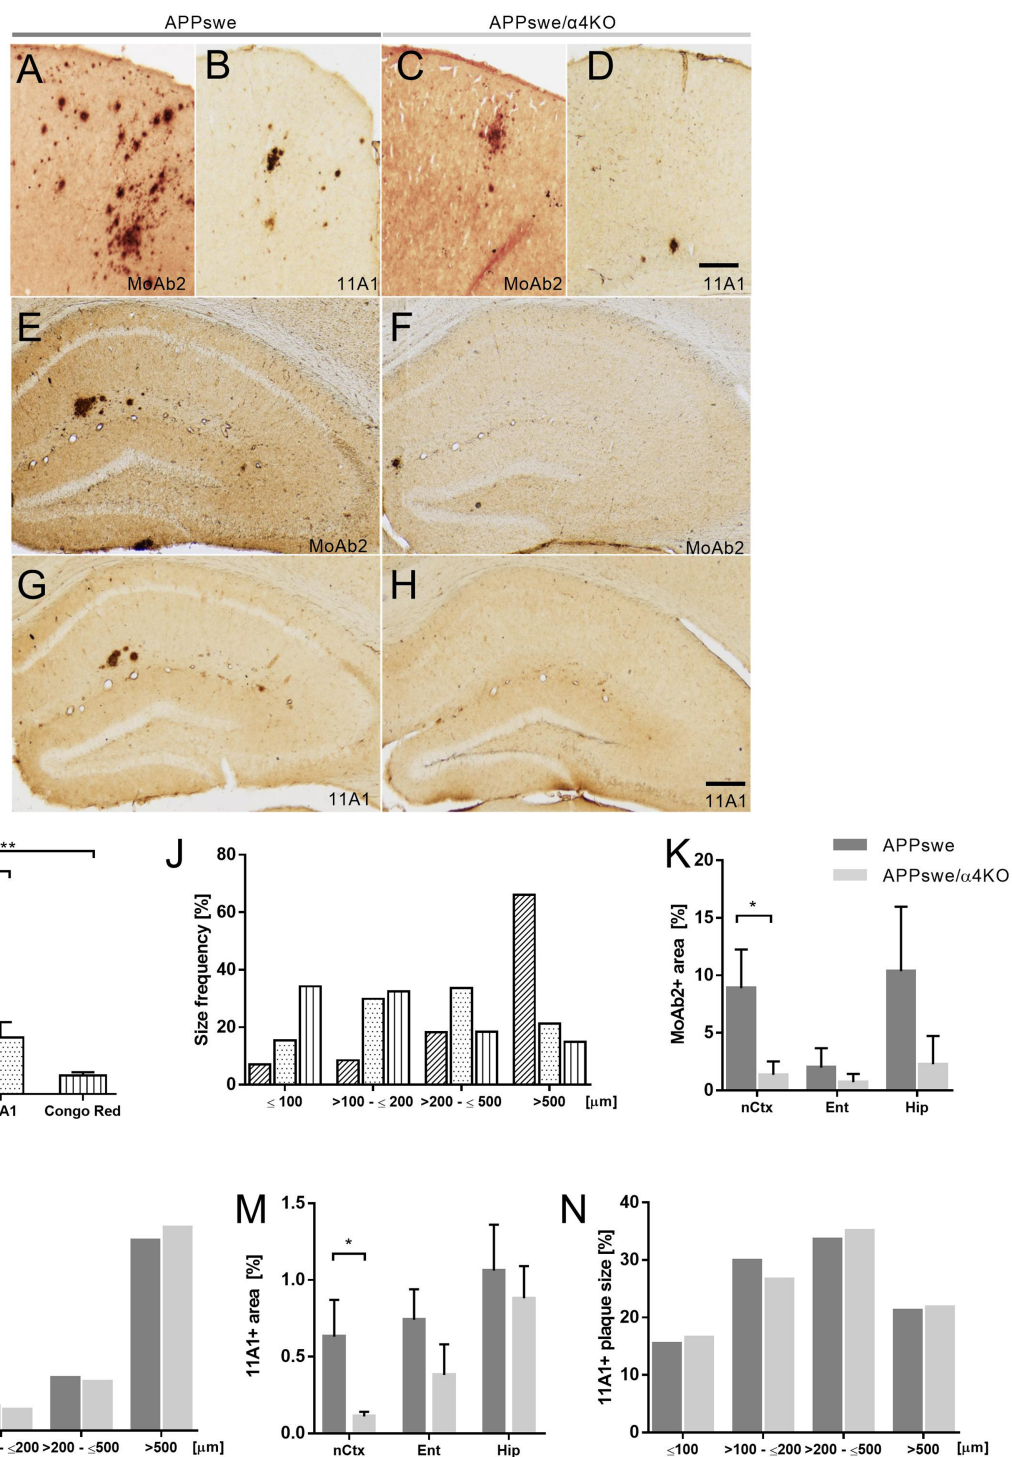 APPswe
APPswe/α4KO
A
B
C
D
MoAb2
11A1
MoAb2
11A1
E
F
MoAb2
MoAb2
G
H
11A1
11A1
**
A1
Congo Red
J
Size frequency [%]
80
60
40
20
0
≤ 100
>100 - ≤ 200
>200 - ≤ 500
>500
[µm]
K
APPswe
APPswe/α4KO
MoAb2+ area [%]
20
15
10
5
0
*
nCtx
Ent
Hip
- ≤200
>200 - ≤500
>500
[µm]
M
11A1+ area [%]
1.5
1.0
0.5
0.0
*
nCtx
Ent
Hip
N
11A1+ plaque size [%]
40
30
20
10
0
≤100
>100 - ≤200
>200 - ≤500
>500
[µm]